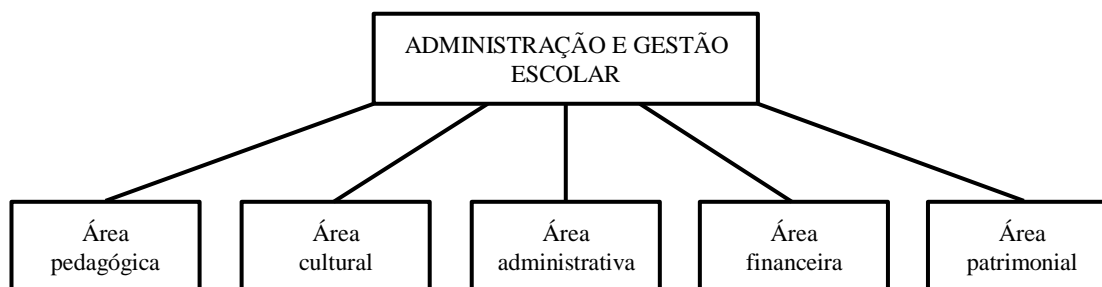 ADMINISTRAÇÃO E GESTÃO
ESCOLAR
Área
pedagógica
Área
cultural
Área
administrativa
Área
financeira
Área
patrimonial